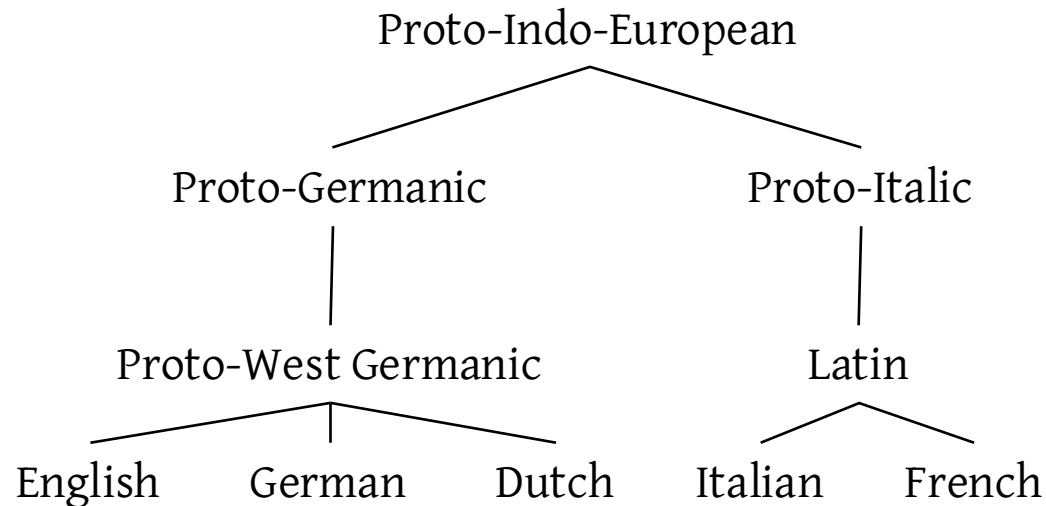 Proto-Indo-European
Proto-Germanic Proto-Italic
Proto-West Germanic Latin
English German Dutch Italian French